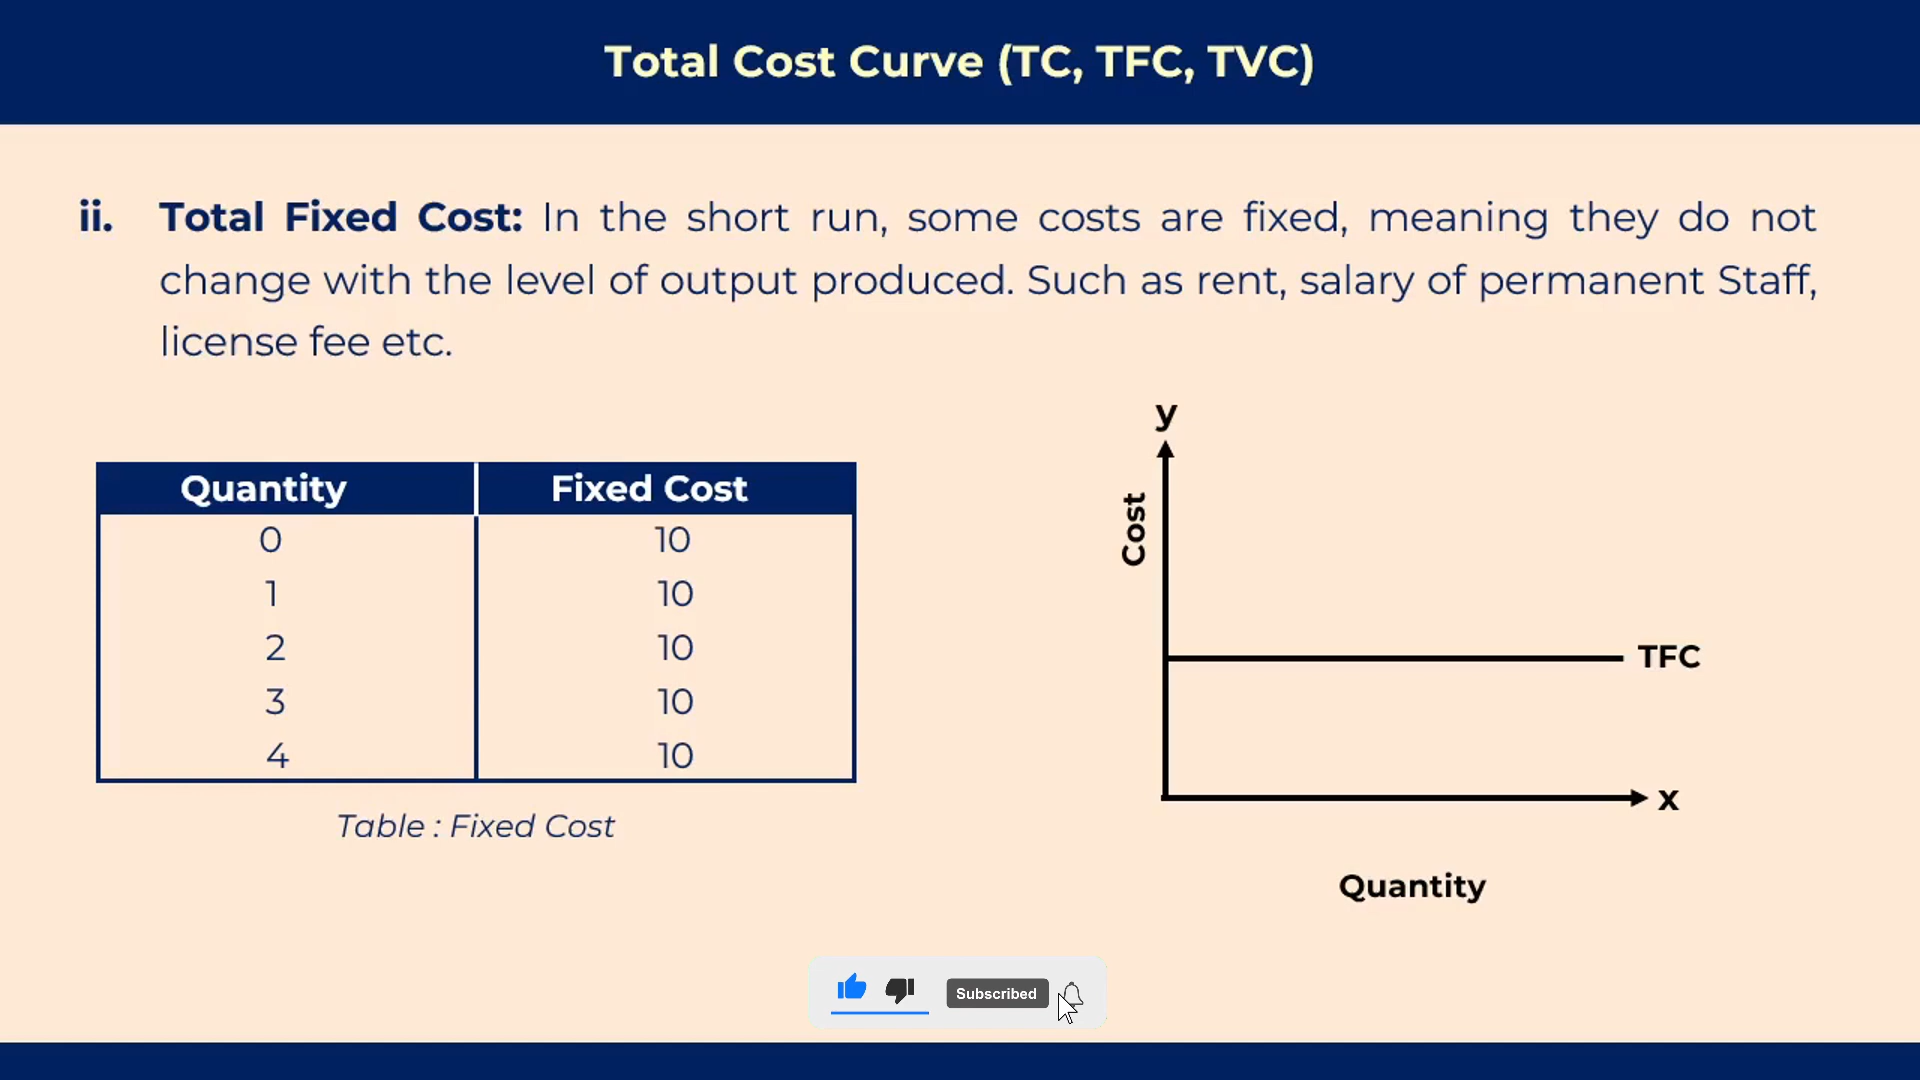 Total Cost Curve (TC, TFC, TVC)
ii. Total Fixed Cost: In the short run, some costs are fixed, meaning they do not
change with the level of output produced. Such as rent, salary of permanent Staff,
license fee etc.
Quantity Fixed Cost
0 10
1 10
2 10
3 10
4 10
Table : Fixed Cost
y
Cost
TFC
x
Quantity
Subscribed